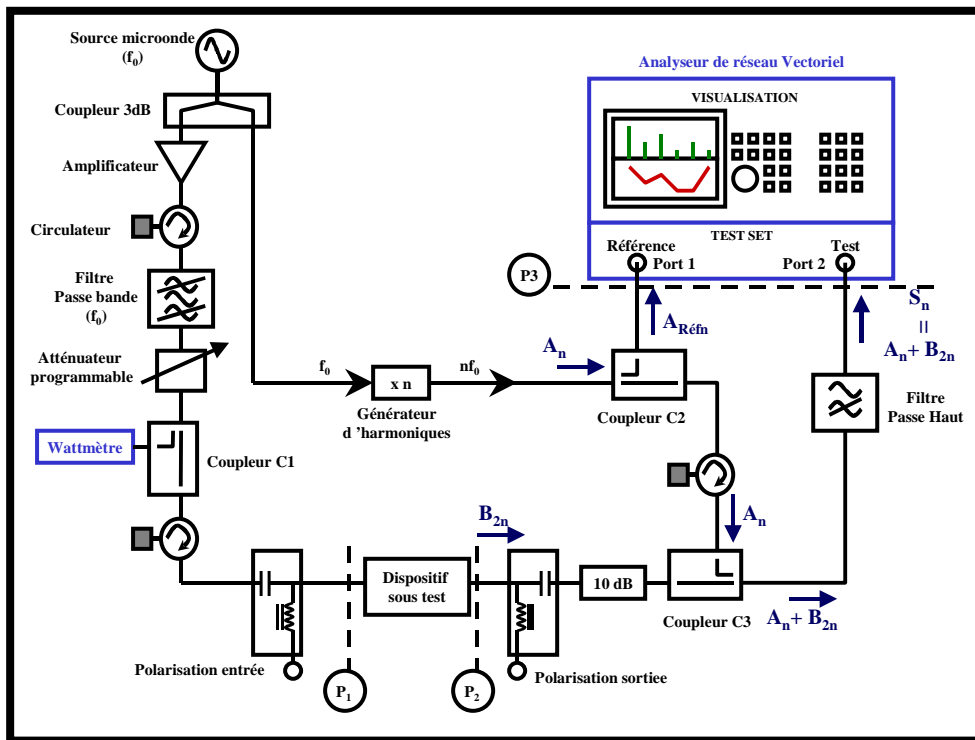 Source microonde
(f₀)
Coupleur 3dB
Amplificateur
Circulateur
Filtre
Passe bande
(f₀)
Atténuateur
programmable
Wattmètre
Coupleur C1
Polarisation entrée
P₁
Dispositif
sous test
P₂
B₂ₙ
Polarisation sortiee
10 dB
Coupleur C3
Aₙ+ B₂ₙ
Aₙ
f₀
x n
nf₀
Générateur
d ’harmoniques
Aₙ
Coupleur C2
A Réfn
P3
Analyseur de réseau Vectoriel
VISUALISATION
TEST SET
Référence
Port 1
Test
Port 2
Sₙ
=
Aₙ+ B₂ₙ
Filtre
Passe Haut